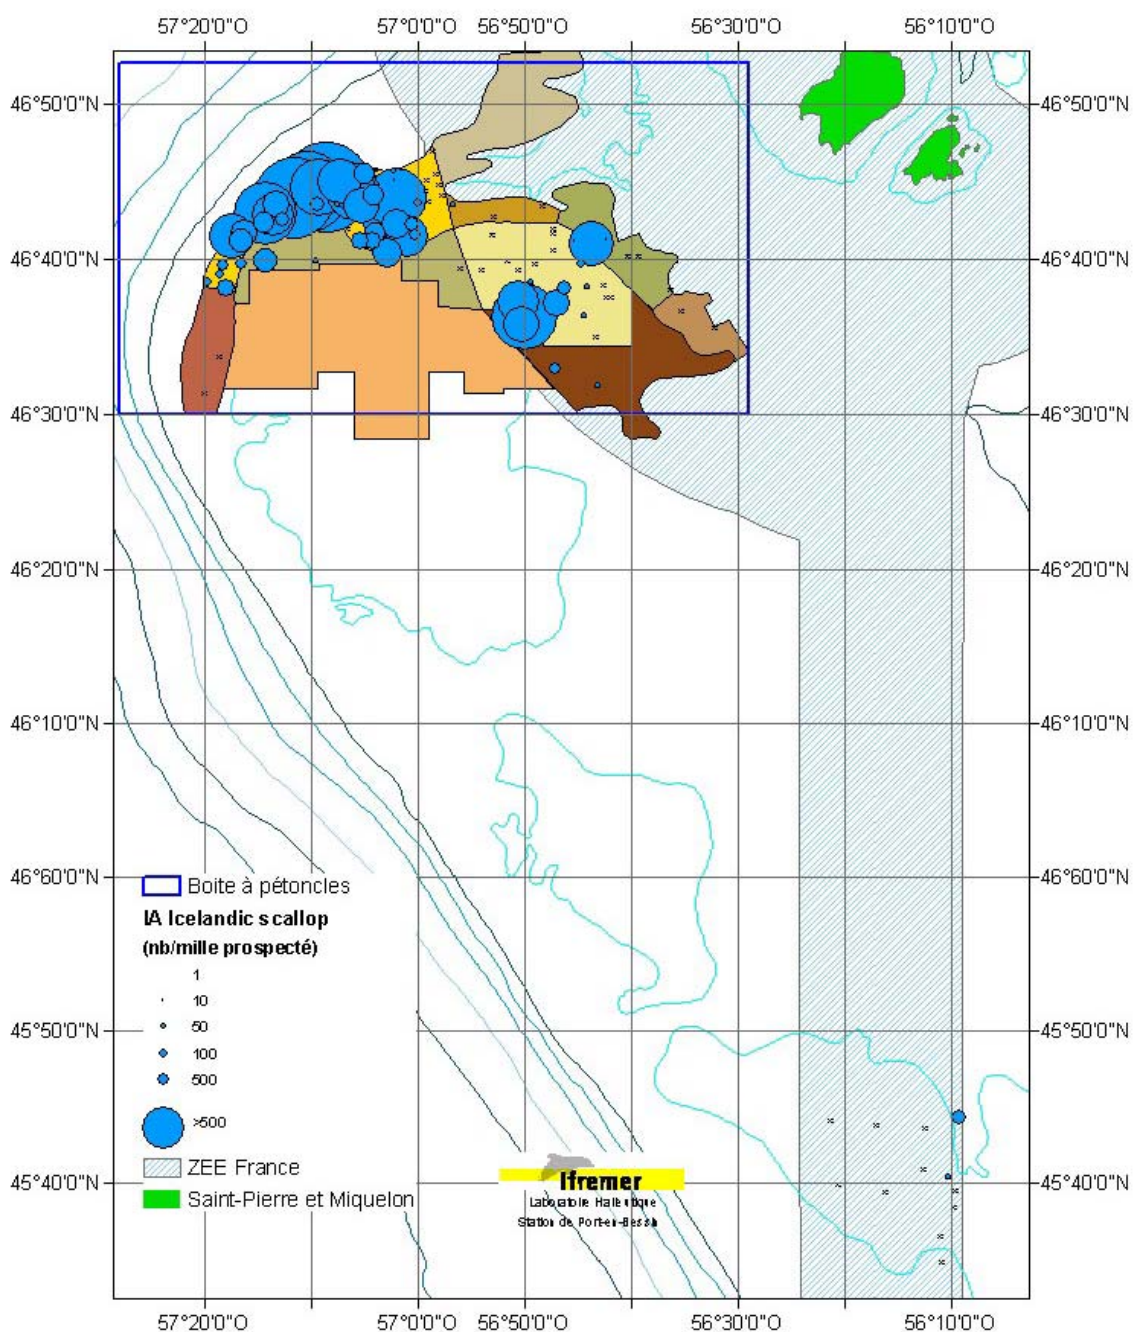 57°20'0"O 57°0'0"O 56°50'0"O 56°30'0"O 56°10'0"O
46°50'0"N 46°50'0"N
46°40'0"N 46°40'0"N
46°30'0"N 46°30'0"N
46°20'0"N 46°20'0"N
46°10'0"N 46°10'0"N
46°60'0"N 46°60'0"N
45°50'0"N 45°50'0"N
45°40'0"N 45°40'0"N
Boite à pétoncles
IA Icelandic scallop
(nb/mille prospecté)
1
10
50
100
500
>500
ZEE France
Saint-Pierre et Miquelon
Ifremer
Laboratoire Halieutique
Station de Port-en-Bessin
57°20'0"O 57°0'0"O 56°50'0"O 56°30'0"O 56°10'0"O